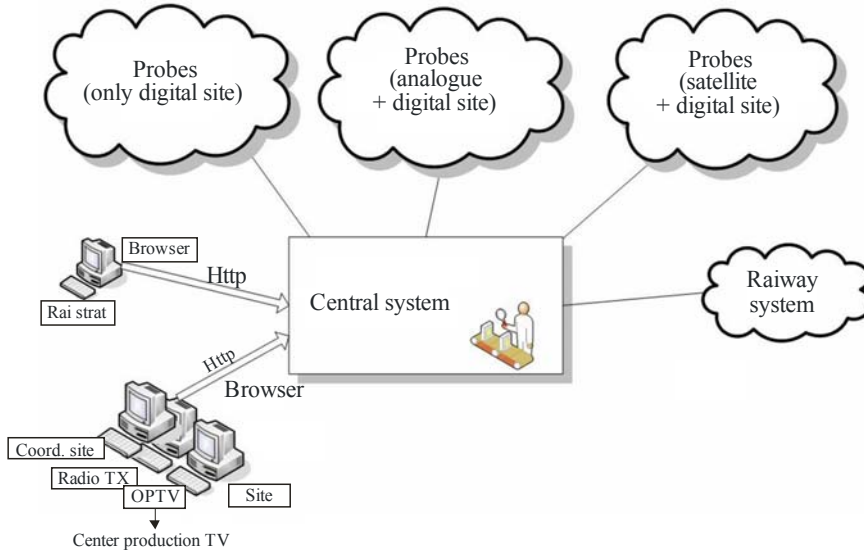 Probes
(only digital site)
Probes
(analogue
+ digital site)
Probes
(satellite
+ digital site)
Browser
Http
Rai strat
Central system
Raiway
system
Http
Browser
Coord. site
Radio TX
OPTV
Site
Center production TV